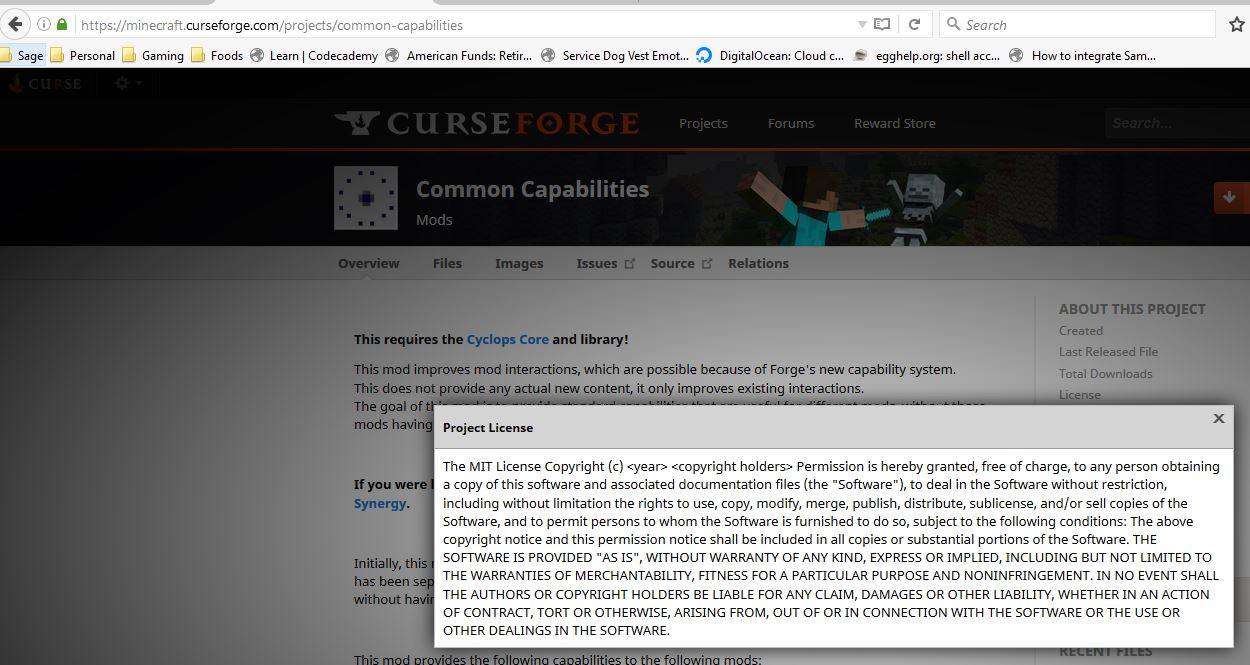 https://minecraft.curseforge.com/projects/common-capabilities
Search
Sage Personal Gaming Foods Learn | Codecademy American Funds: Retir... Service Dog Vest Emot... DigitalOcean: Cloud c... egghelp.org: shell acc... How to integrate Sam...
CURSE
CURSEFORGE Projects Forums Reward Store Search...
Common Capabilities
Mods
Overview Files Images Issues Source Relations
ABOUT THIS PROJECT
Created
Last Released File
Total Downloads
License
This requires the Cyclops Core and library!
This mod improves mod interactions, which are possible because of Forge's new capability system.
This does not provide any actual new content, it only improves existing interactions.
The goal of this mod is to provide standard capabilities that are useful for different mods, without those
mods having
If you were l
Synergy.
Initially, this
has been sep
without havin
This mod provides the following capabilities to the following mods:
Project License
The MIT License Copyright (c) <year> <copyright holders> Permission is hereby granted, free of charge, to any person obtaining
a copy of this software and associated documentation files (the "Software"), to deal in the Software without restriction,
including without limitation the rights to use, copy, modify, merge, publish, distribute, sublicense, and/or sell copies of the
Software, and to permit persons to whom the Software is furnished to do so, subject to the following conditions: The above
copyright notice and this permission notice shall be included in all copies or substantial portions of the Software. THE
SOFTWARE IS PROVIDED "AS IS", WITHOUT WARRANTY OF ANY KIND, EXPRESS OR IMPLIED, INCLUDING BUT NOT LIMITED TO
THE WARRANTIES OF MERCHANTABILITY, FITNESS FOR A PARTICULAR PURPOSE AND NONINFRINGEMENT. IN NO EVENT SHALL
THE AUTHORS OR COPYRIGHT HOLDERS BE LIABLE FOR ANY CLAIM, DAMAGES OR OTHER LIABILITY, WHETHER IN AN ACTION
OF CONTRACT, TORT OR OTHERWISE, ARISING FROM, OUT OF OR IN CONNECTION WITH THE SOFTWARE OR THE USE OR
OTHER DEALINGS IN THE SOFTWARE.
RECENT FILES